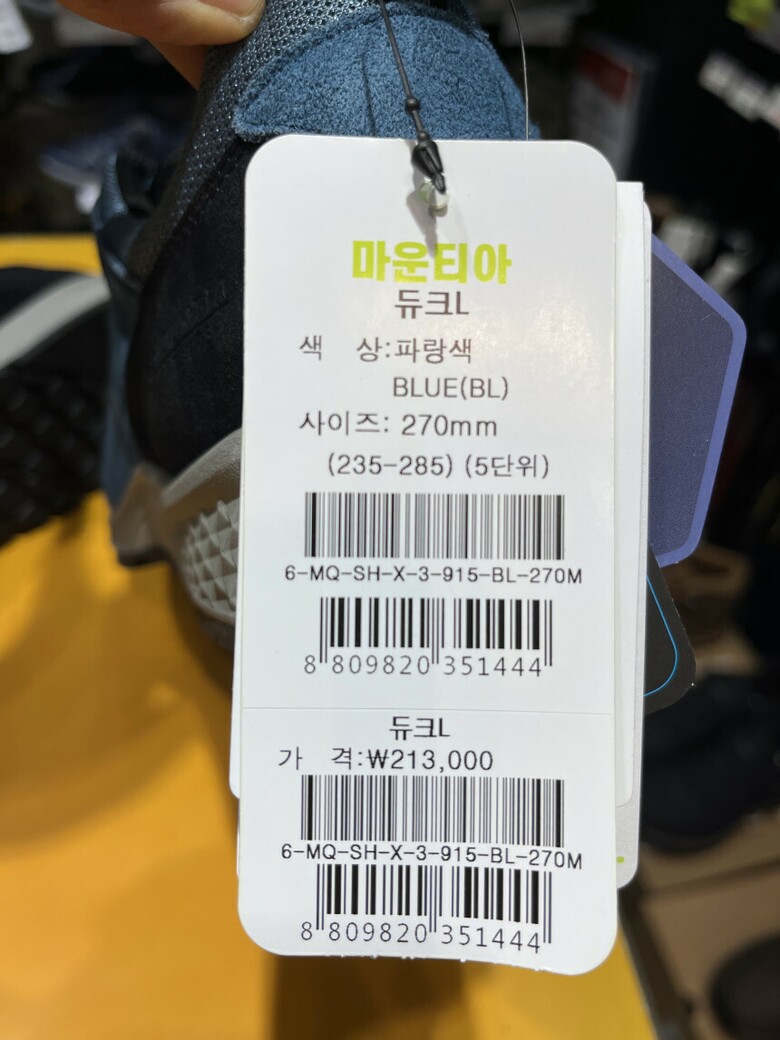 마운티아
듀크L
색 상:파랑색
BLUE(BL)
사이즈: 270mm
(235-285) (5단위)
6-MQ-SH-X-3-915-BL-270M
8 809820 351444
듀크L
가 격:₩213,000
6-MQ-SH-X-3-915-BL-270M
8 809820 351444